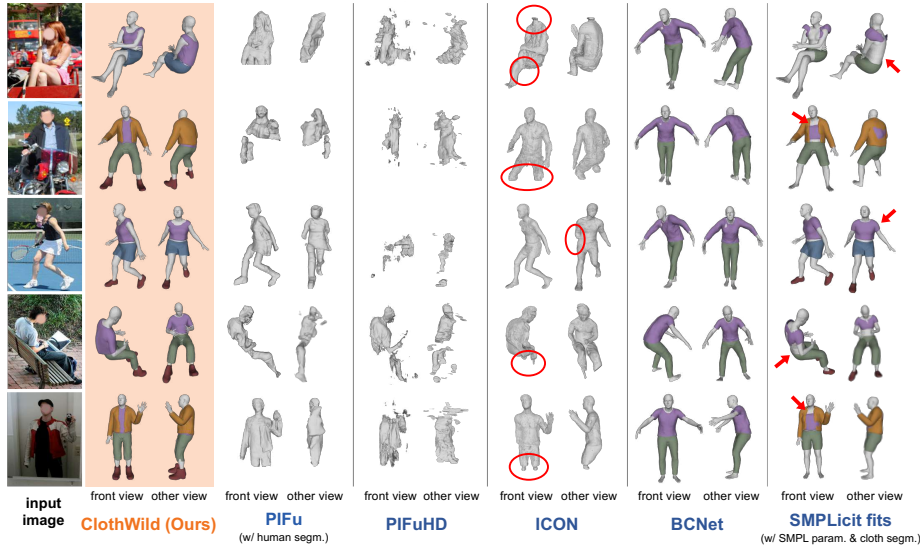 input
image
front view other view
ClothWild (Ours)
front view other view
PIFu
(w/ human segm.)
front view other view
PIFuHD
front view other view
ICON
front view other view
BCNet
front view other view
SMPLicit fits
(w/ SMPL param. & cloth segm.)